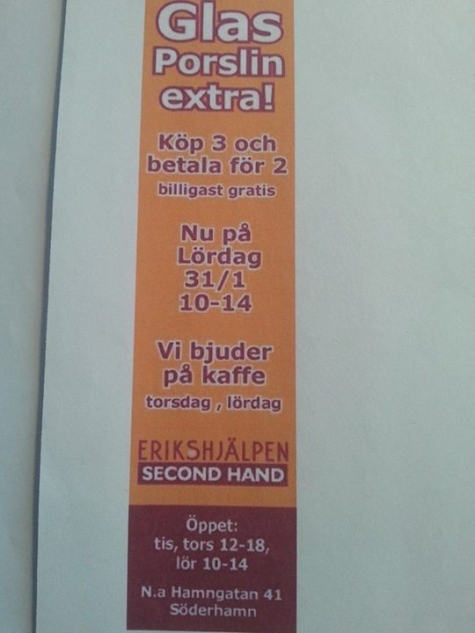 Glas
Porslin
extra!
Köp 3 och
betala för 2
billigast gratis
Nu på
Lördag
31/1
10-14
Vi bjuder
på kaffe
torsdag , lördag
ERIKSHJÄLPEN
SECOND HAND
Öppet:
tis, tors 12-18,
lör 10-14
N.a Hamngatan 41
Söderhamn